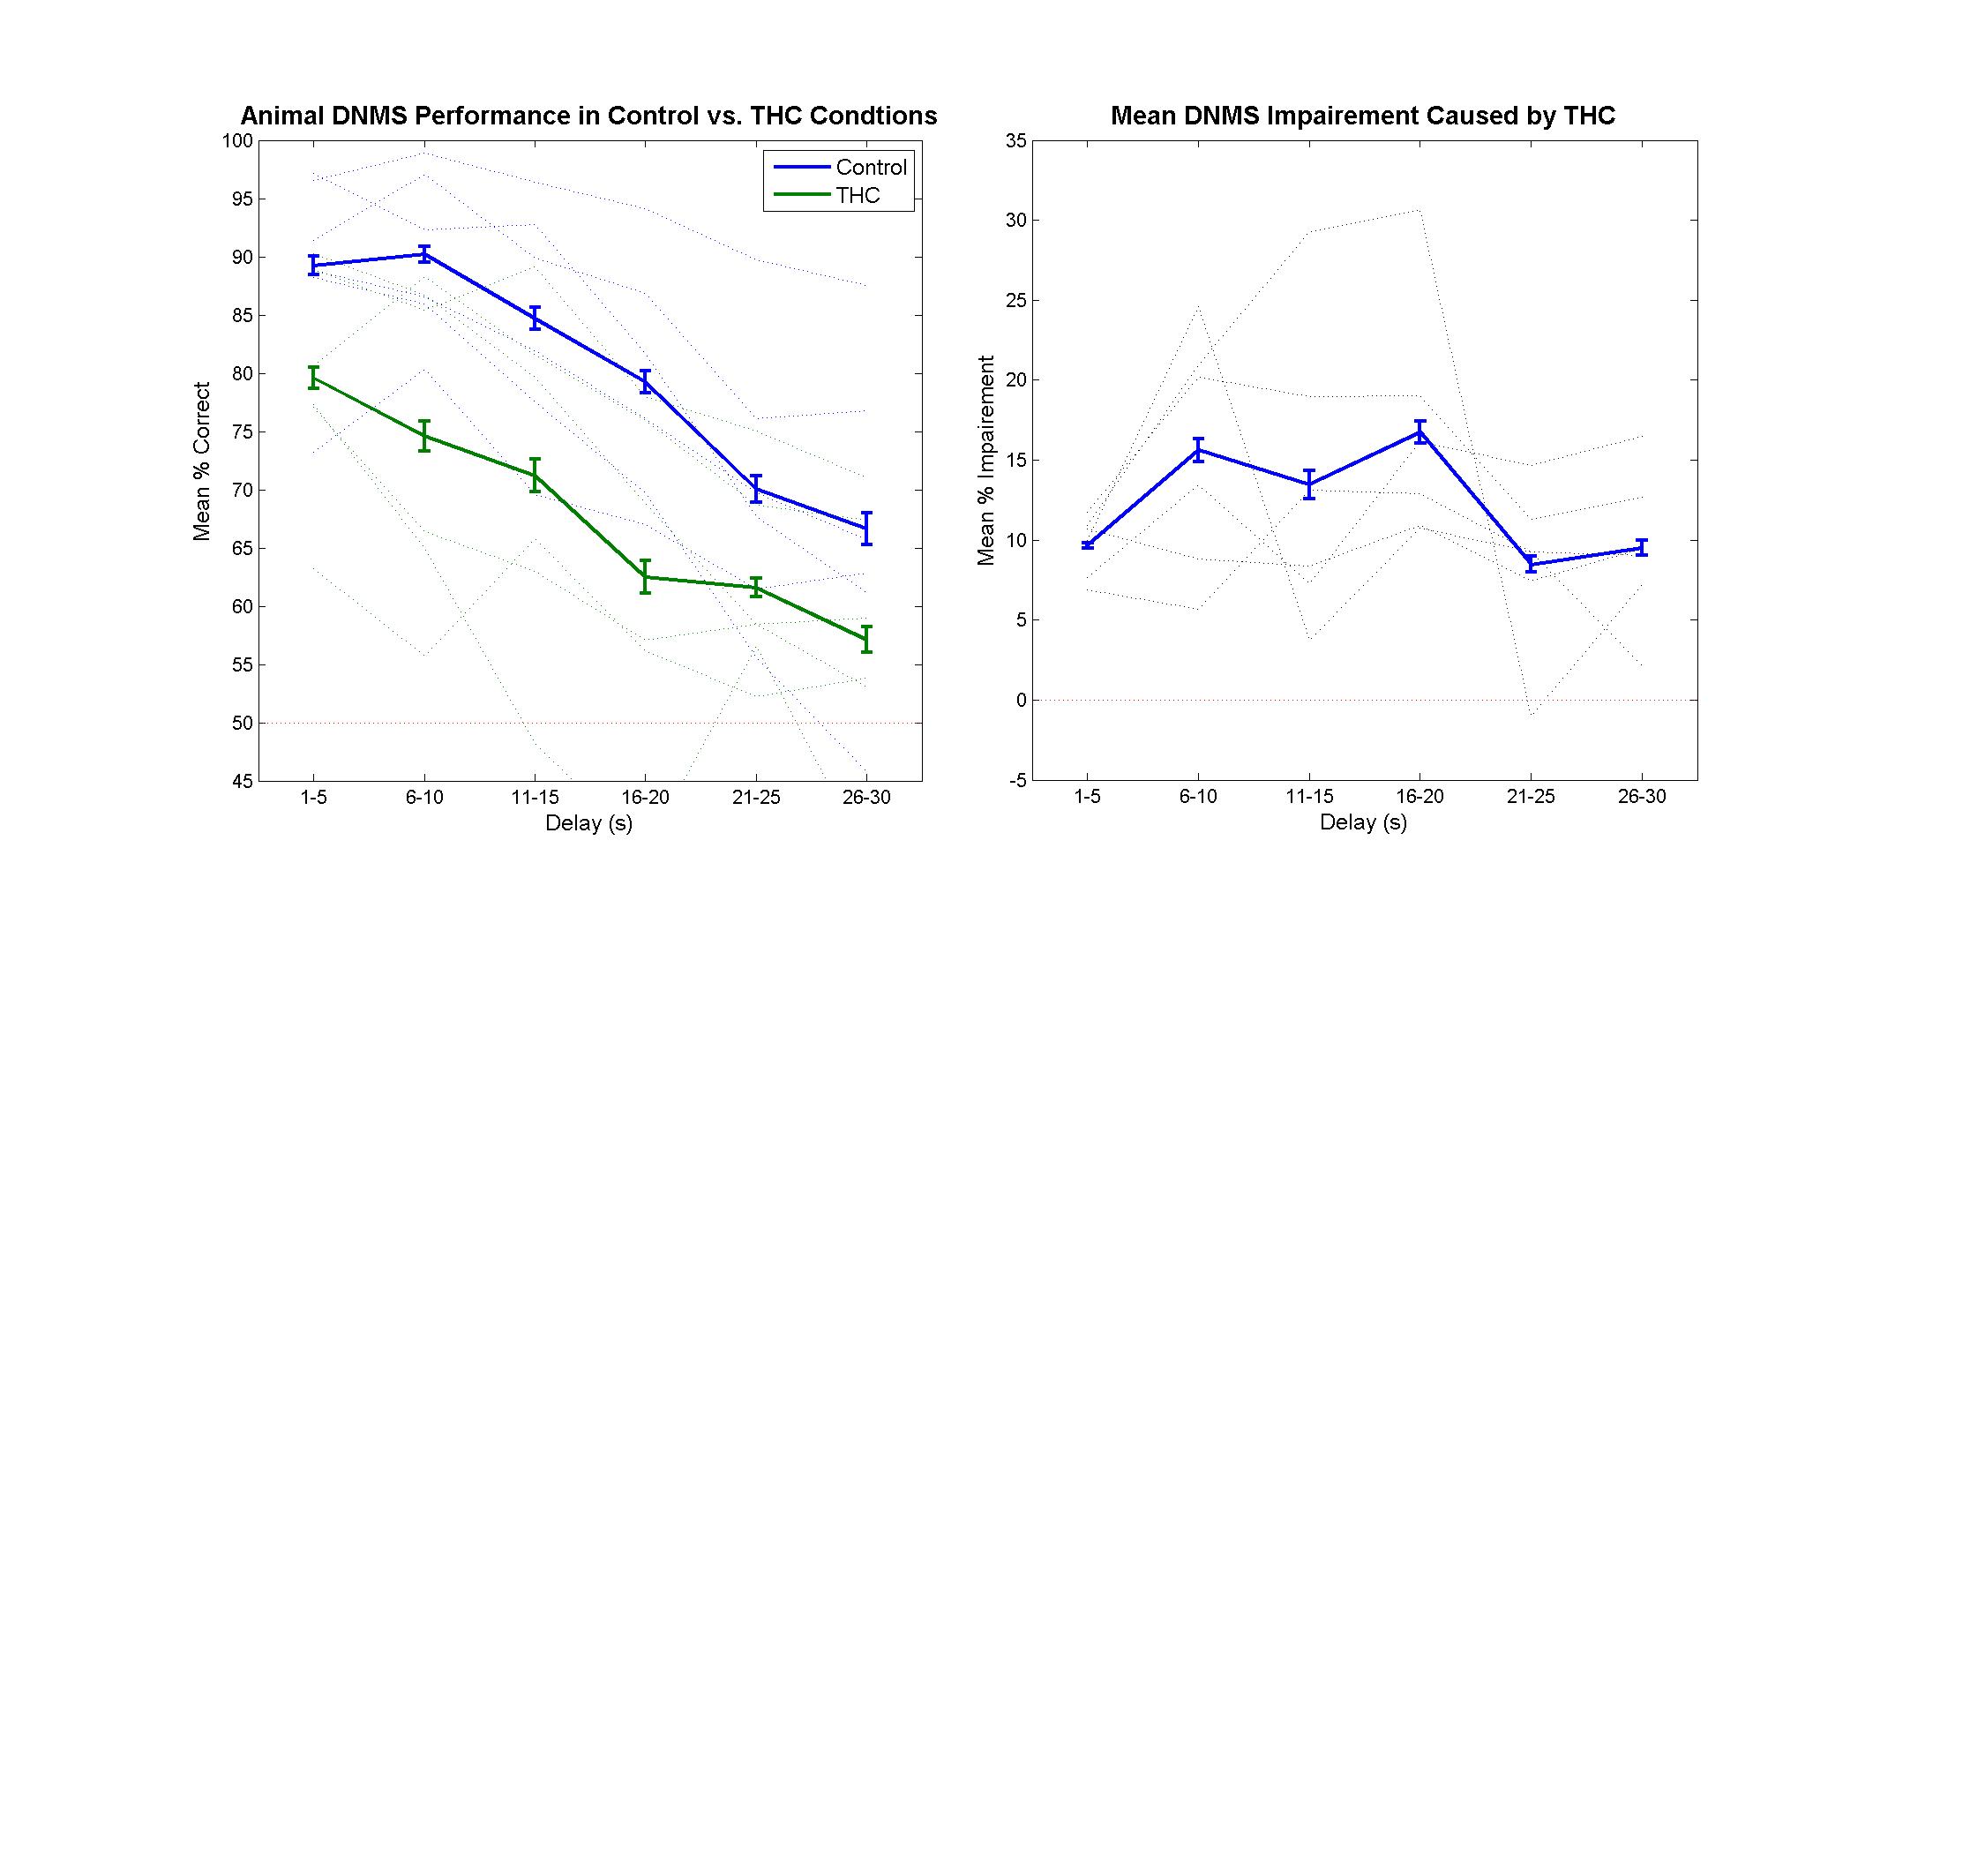 Animal DNMS Performance in Control vs. THC Condtions
100
95
90
85
80
75
70
65
60
55
50
45
Mean % Correct
Control
THC
1-5 6-10 11-15 16-20 21-25 26-30
Delay (s)
Mean DNMS Impairement Caused by THC
35
30
25
20
15
10
5
0
-5
Mean % Impairement
1-5 6-10 11-15 16-20 21-25 26-30
Delay (s)